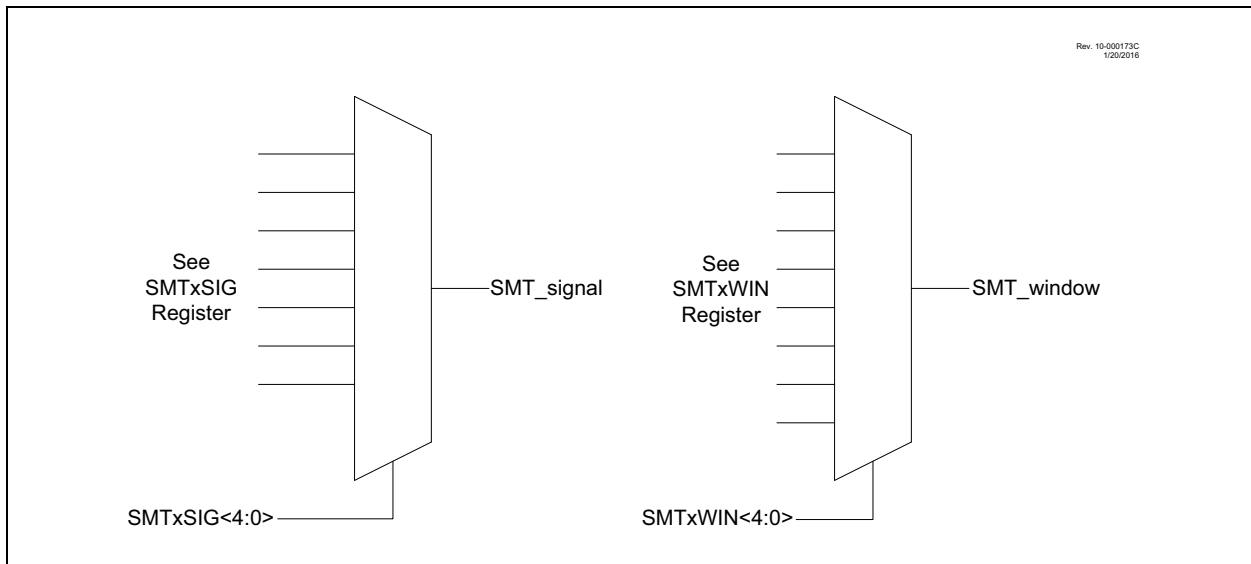 Rev. 10-000173C
1/20/2016
See
SMTxSIG
Register
SMT_signal
SMTxSIG<4:0>
See
SMTxWIN
Register
SMT_window
SMTxWIN<4:0>